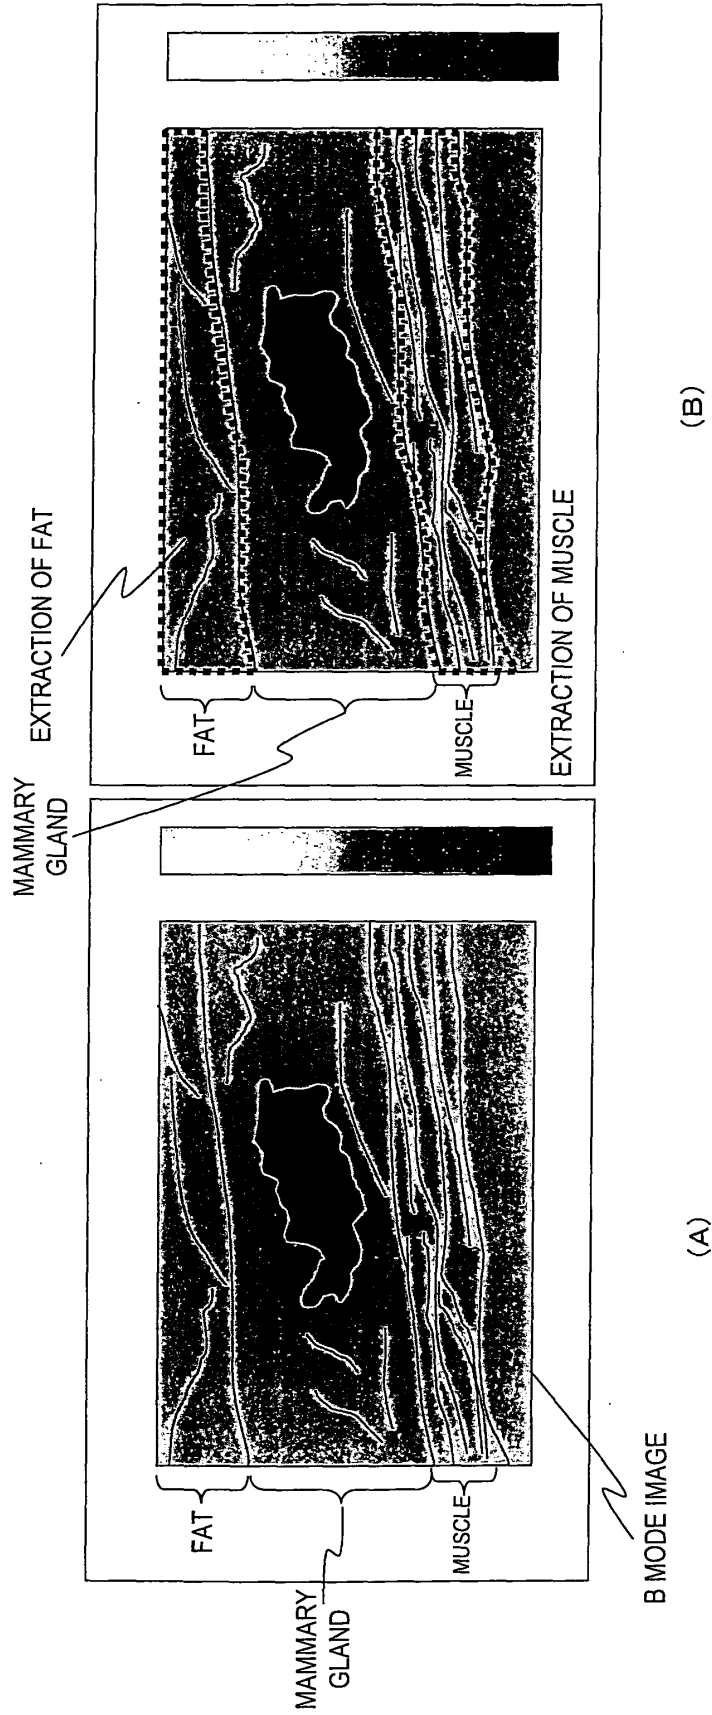 MAMMARY
GLAND
FAT
MUSCLE
B MODE IMAGE
(A)
MAMMARY
GLAND
EXTRACTION OF FAT
FAT
MUSCLE
EXTRACTION OF MUSCLE
(B)